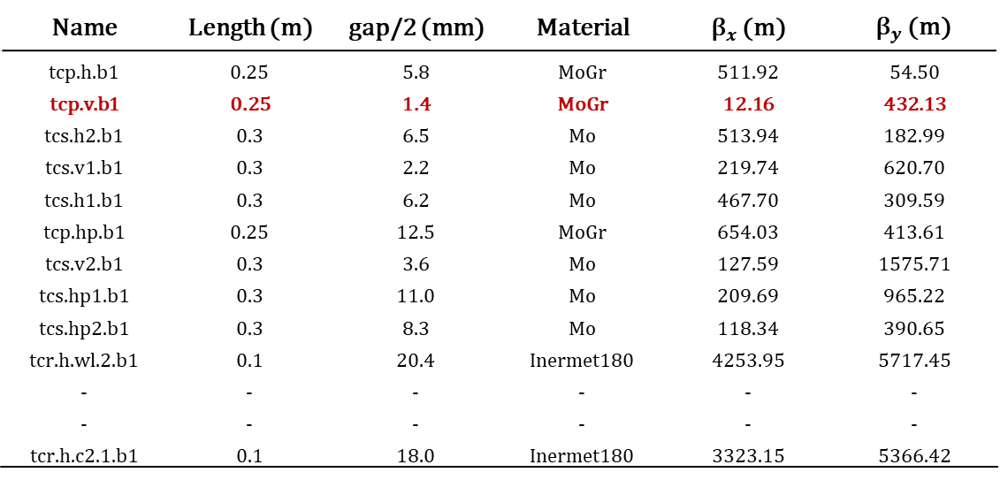 Name Length (m) gap/2 (mm) Material βx (m) βy (m)
tcp.h.b1 0.25 5.8 MoGr 511.92 54.50
tcp.v.b1 0.25 1.4 MoGr 12.16 432.13
tcs.h2.b1 0.3 6.5 Mo 513.94 182.99
tcs.v1.b1 0.3 2.2 Mo 219.74 620.70
tcs.h1.b1 0.3 6.2 Mo 467.70 309.59
tcp.hp.b1 0.25 12.5 MoGr 654.03 413.61
tcs.v2.b1 0.3 3.6 Mo 127.59 1575.71
tcs.hp1.b1 0.3 11.0 Mo 209.69 965.22
tcs.hp2.b1 0.3 8.3 Mo 118.34 390.65
tcr.h.wl.2.b1 0.1 20.4 Inermet180 4253.95 5717.45
- - - - - -
- - - - - -
tcr.h.c2.1.b1 0.1 18.0 Inermet180 3323.15 5366.42